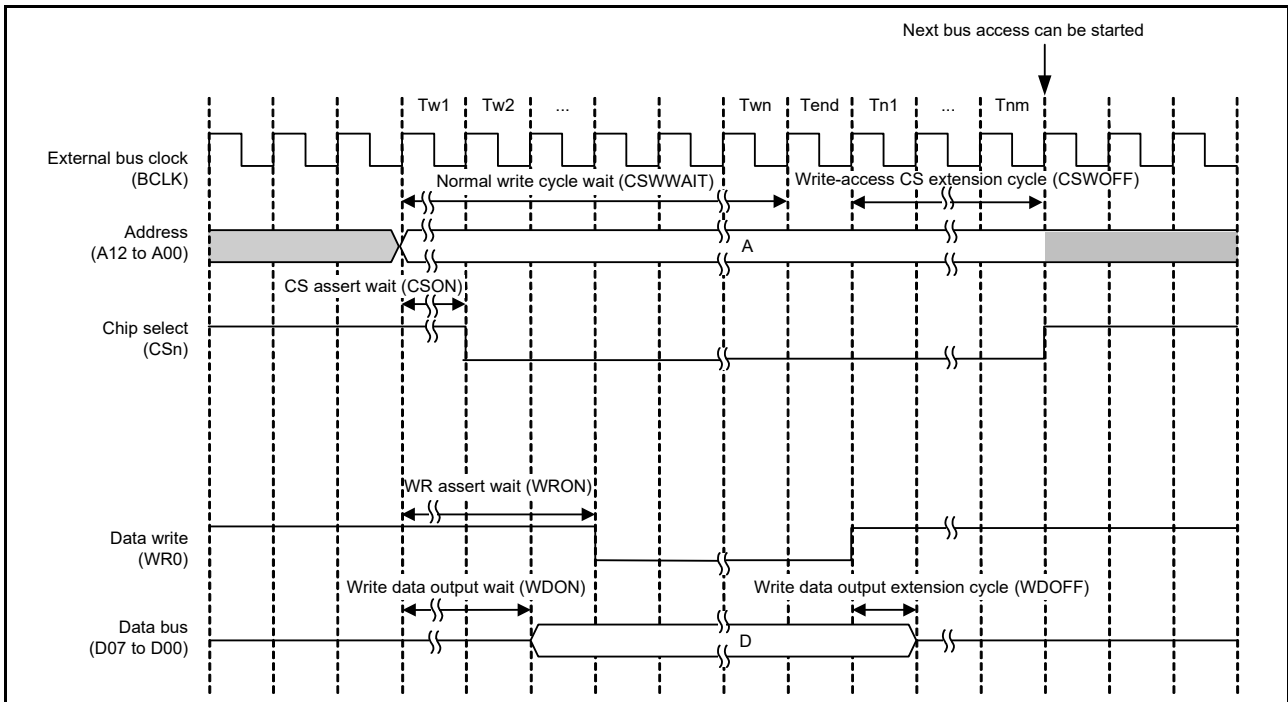 Next bus access can be started
Tw1 Tw2 ... Twn Tend Tn1 ... Tnm
External bus clock
(BCLK)
Normal write cycle wait (CSWWAIT)
Write-access CS extension cycle (CSWOFF)
Address
(A12 to A00)
A
CS assert wait (CSON)
Chip select
(CSn)
WR assert wait (WRON)
Data write
(WR0)
Write data output wait (WDON)
Write data output extension cycle (WDOFF)
Data bus
(D07 to D00)
D